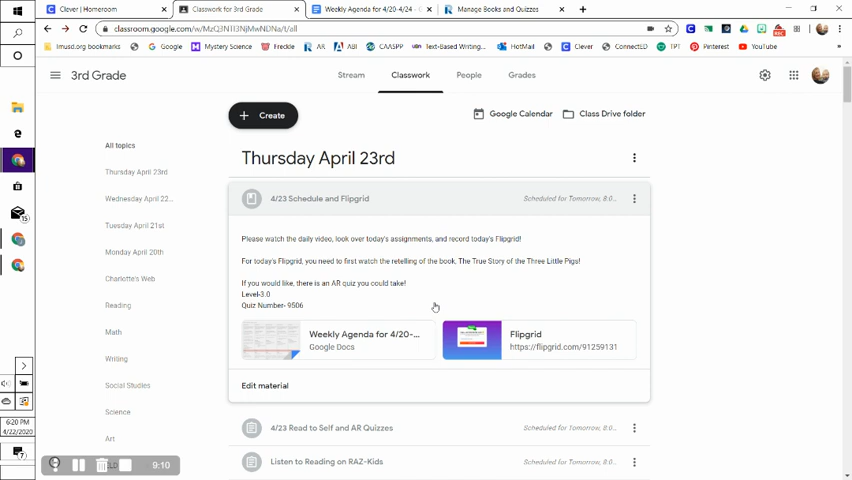 Clever | Homeroom
Classwork for 3rd Grade
Weekly Agenda for 4/20-4/24 -
Manage Books and Quizzes
classroom.google.com/w/MzQ3NTI3NjMwNDNa/t/all
lmusd.org bookmarks
Google
Mystery Science
Freckle
AR
ABI
CAASPP
Text-Based Writing...
HotMail
Clever
ConnectED
TPT
Pinterest
YouTube
3rd Grade
Stream
Classwork
People
Grades
Create
Google Calendar
Class Drive folder
All topics
Thursday April 23rd
Wednesday April 22...
Tuesday April 21st
Monday April 20th
Charlotte's Web
Reading
Math
Writing
Social Studies
Science
Art
Thursday April 23rd
4/23 Schedule and Flipgrid
Scheduled for Tomorrow, 8:0...
Please watch the daily video, look over today's assignments, and record today's Flipgrid!
For today's Flipgrid, you need to first watch the retelling of the book, The True Story of the Three Little Pigs!
If you would like, there is an AR quiz you could take!
Level-3.0
Quiz Number- 9506
Weekly Agenda for 4/20-...
Google Docs
Flipgrid
https://flipgrid.com/91259131
Edit material
4/23 Read to Self and AR Quizzes
Scheduled for Tomorrow, 8:0...
Listen to Reading on RAZ-Kids
Scheduled for Tomorrow, 8:0...
6:20 PM
4/22/2020
9:10